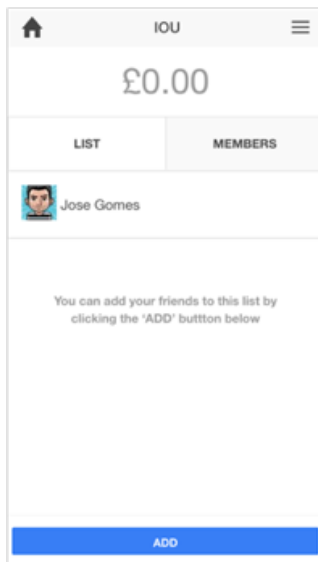 IOU
£0.00
LIST MEMBERS
Jose Gomes
You can add your friends to this list by
clicking the 'ADD' buttton below
ADD